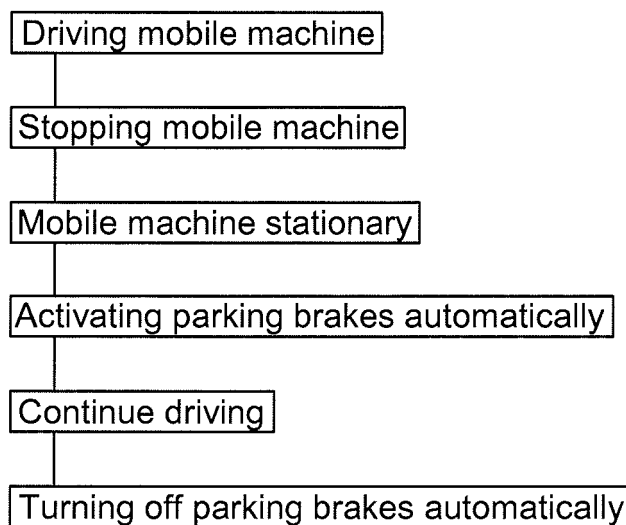 Driving mobile machine
Stopping mobile machine
Mobile machine stationary
Activating parking brakes automatically
Continue driving
Turning off parking brakes automatically